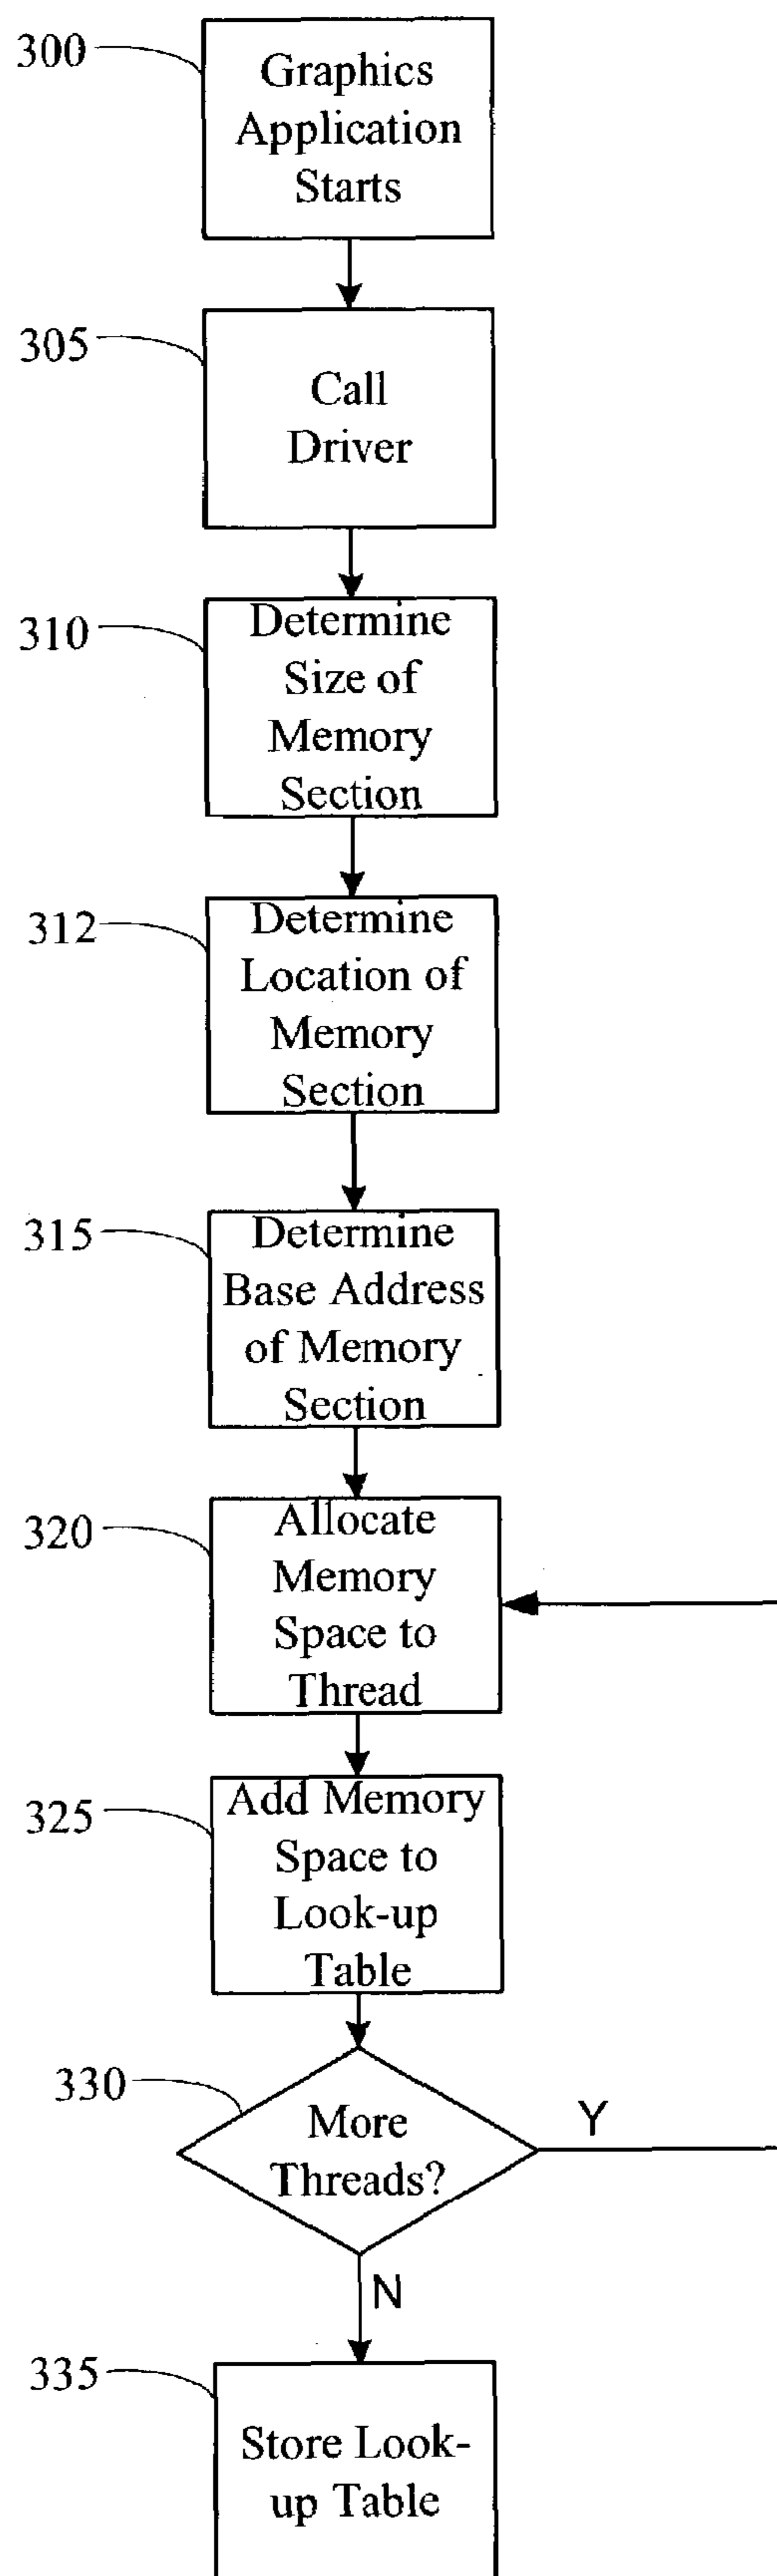 300
Graphics
Application
Starts
305
Call
Driver
310
Determine
Size of
Memory
Section
312
Determine
Location of
Memory
Section
315
Determine
Base Address
of Memory
Section
320
Allocate
Memory
Space to
Thread
325
Add Memory
Space to
Look-up
Table
330
More
Threads?
Y
N
335
Store Look-
up Table